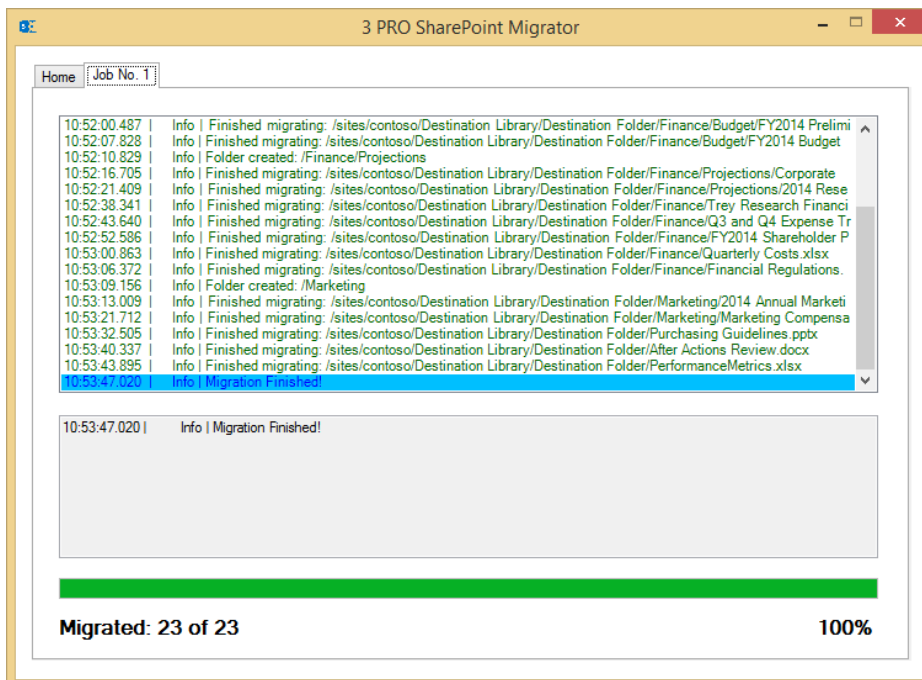 3 PRO SharePoint Migrator
Home
Job No. 1
10:52:00.487 | Info | Finished migrating: /sites/contoso/Destination Library/Destination Folder/Finance/Budget/FY2014 Prelimi
10:52:07.828 | Info | Finished migrating: /sites/contoso/Destination Library/Destination Folder/Finance/Budget/FY2014 Budget
10:52:10.829 | Info | Folder created: /Finance/Projections
10:52:16.705 | Info | Finished migrating: /sites/contoso/Destination Library/Destination Folder/Finance/Projections/Corporate
10:52:21.409 | Info | Finished migrating: /sites/contoso/Destination Library/Destination Folder/Finance/Projections/2014 Rese
10:52:38.341 | Info | Finished migrating: /sites/contoso/Destination Library/Destination Folder/Finance/Trey Research Financi
10:52:43.640 | Info | Finished migrating: /sites/contoso/Destination Library/Destination Folder/Finance/Q3 and Q4 Expense Tr
10:52:52.586 | Info | Finished migrating: /sites/contoso/Destination Library/Destination Folder/Finance/FY2014 Shareholder P
10:53:00.863 | Info | Finished migrating: /sites/contoso/Destination Library/Destination Folder/Finance/Quarterly Costs.xlsx
10:53:06.372 | Info | Finished migrating: /sites/contoso/Destination Library/Destination Folder/Finance/Financial Regulations.
10:53:09.156 | Info | Folder created: /Marketing
10:53:13.009 | Info | Finished migrating: /sites/contoso/Destination Library/Destination Folder/Marketing/2014 Annual Marketi
10:53:21.712 | Info | Finished migrating: /sites/contoso/Destination Library/Destination Folder/Marketing/Marketing Compensa
10:53:32.505 | Info | Finished migrating: /sites/contoso/Destination Library/Destination Folder/Purchasing Guidelines.pptx
10:53:40.337 | Info | Finished migrating: /sites/contoso/Destination Library/Destination Folder/After Actions Review.docx
10:53:43.895 | Info | Finished migrating: /sites/contoso/Destination Library/Destination Folder/PerformanceMetrics.xlsx
10:53:47.020 | Info | Migration Finished!
10:53:47.020 | Info | Migration Finished!
Migrated: 23 of 23
100%